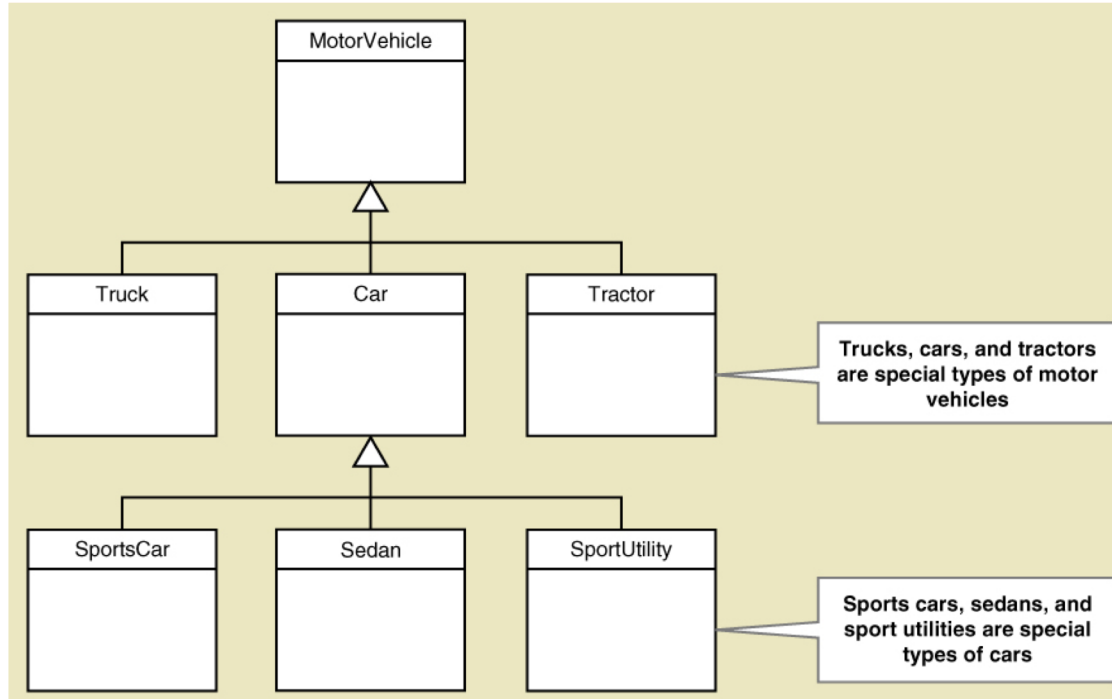 MotorVehicle
Truck
Car
Tractor
Trucks, cars, and tractors
are special types of motor
vehicles
SportsCar
Sedan
SportUtility
Sports cars, sedans, and
sport utilities are special
types of cars